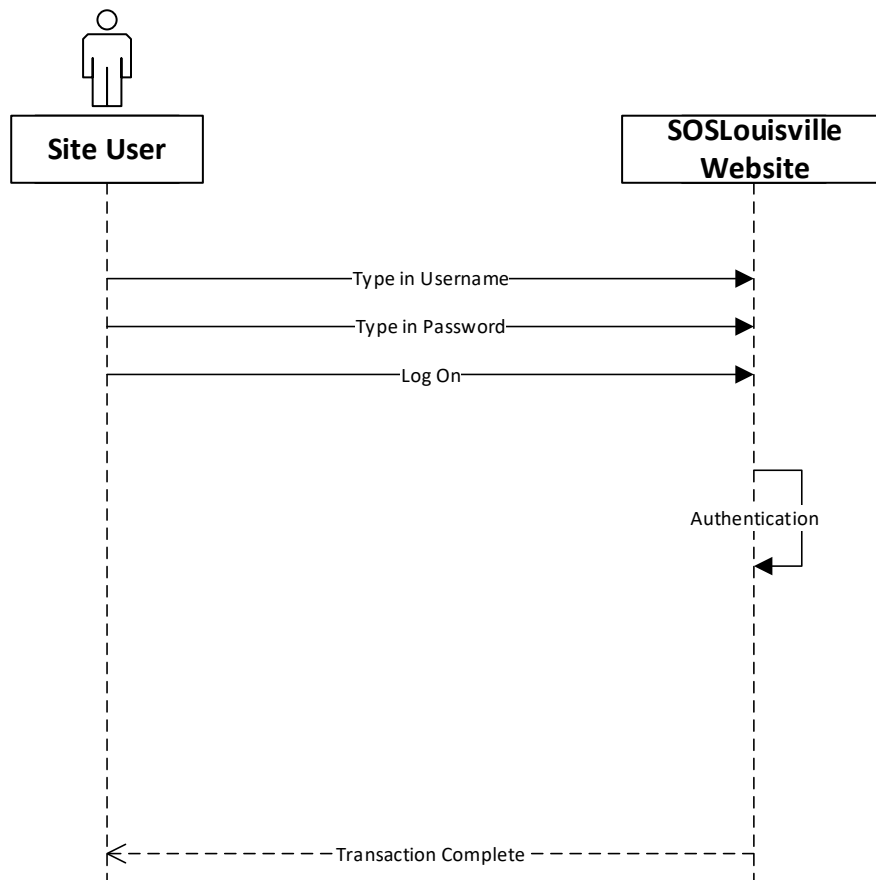 Site User
SOSLouisville
Website
Type in Username
Type in Password
Log On
Authentication
Transaction Complete